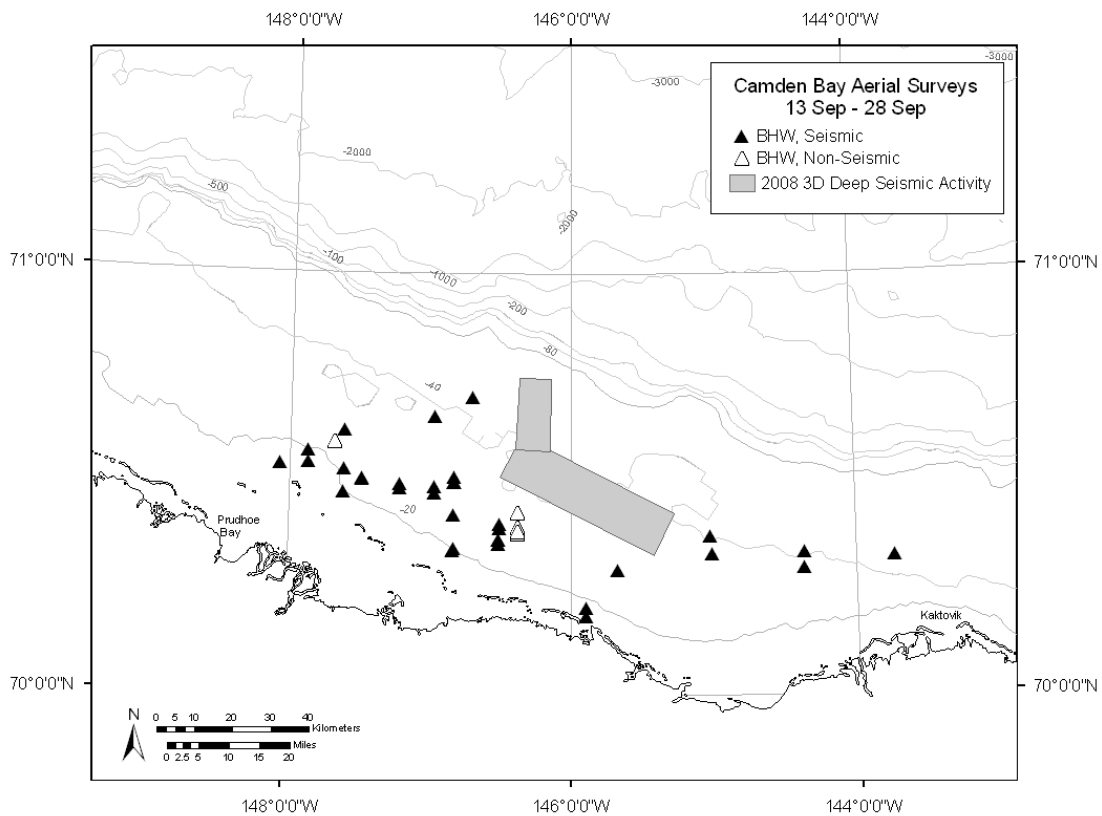 148°0'0"W 146°0'0"W 144°0'0"W
-3000
-3000
Camden Bay Aerial Surveys
13 Sep - 28 Sep
BHW, Seismic
BHW, Non-Seismic
2008 3D Deep Seismic Activity
-2000
-500
-2000
71°0'0"N 71°0'0"N
-100
-1000
-200
-80
-40
-20
Prudhoe
Bay
Kaktovik
70°0'0"N 70°0'0"N
N
0 5 10 20 30 40
Kilometers
Miles
0 2.5 5 10 15 20
148°0'0"W 146°0'0"W 144°0'0"W